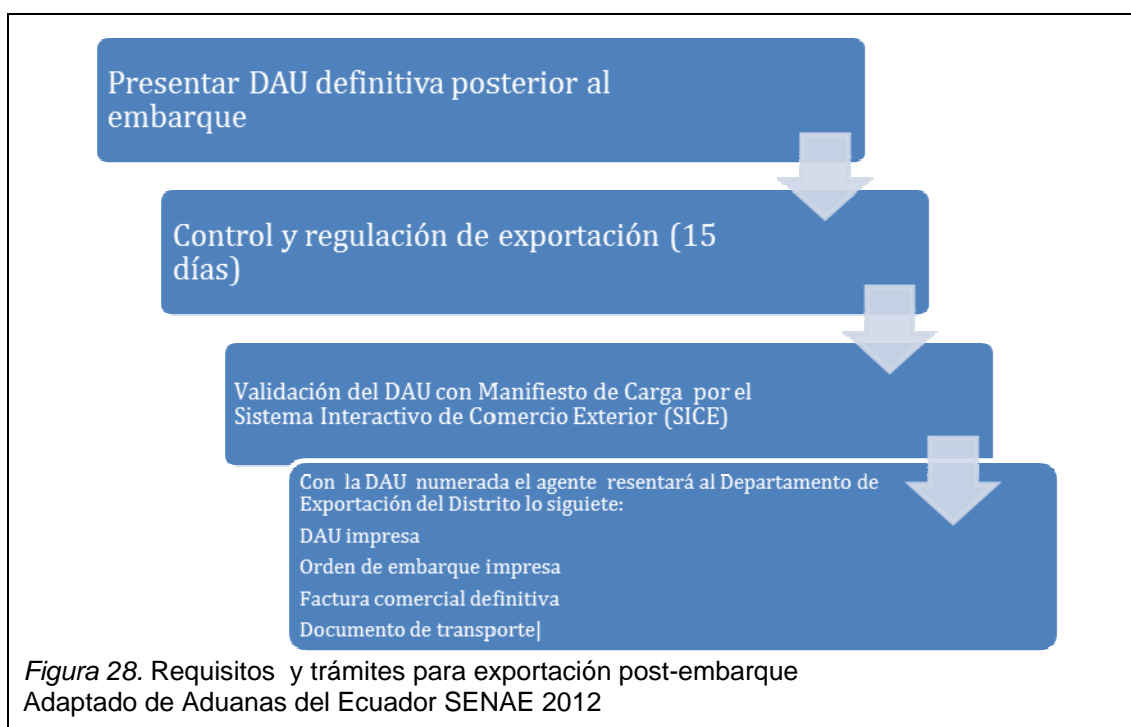 Presentar DAU definitiva posterior al
embarque
Control y regulación de exportación (15
días)
Validación del DAU con Manifiesto de Carga por el
Sistema Interactivo de Comercio Exterior (SICE)
Con la DAU numerada el agente resentará al Departamento de
Exportación del Distrito lo siguiete:
DAU impresa
Orden de embarque impresa
Factura comercial definitiva
Documento de transporte|
Figura 28. Requisitos y trámites para exportación post-embarque
Adaptado de Aduanas del Ecuador SENAE 2012